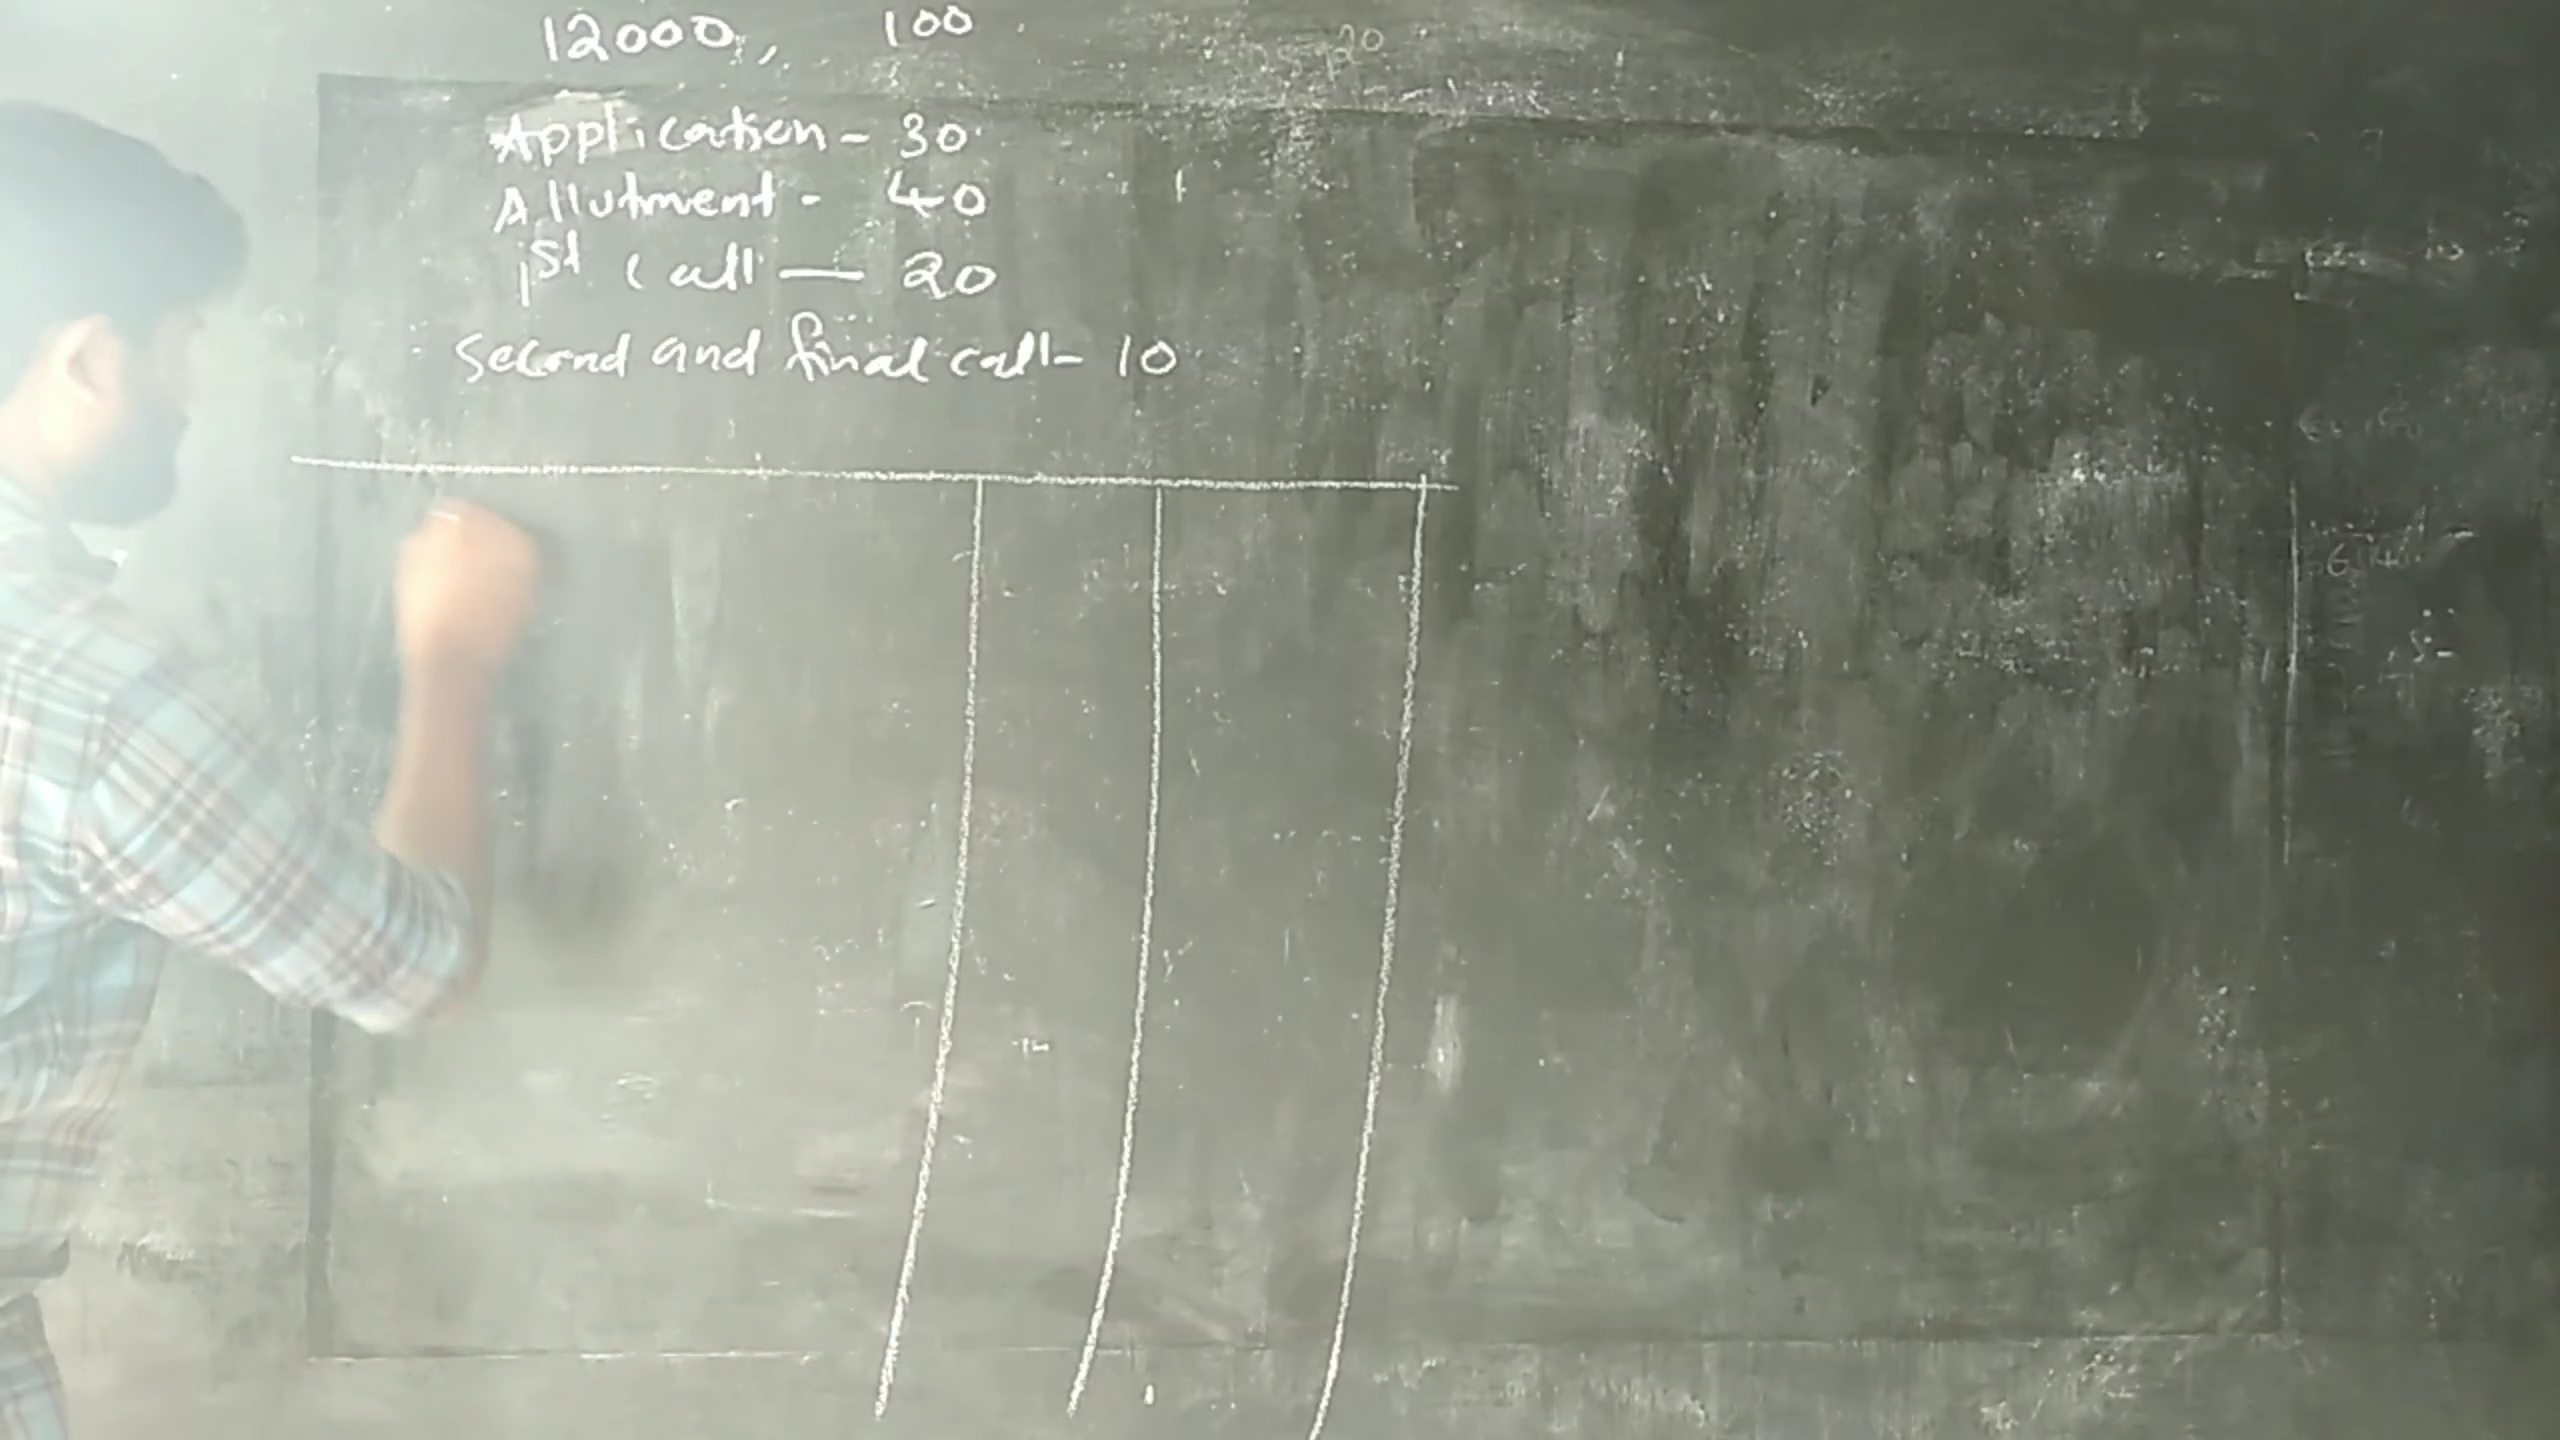 12000, 100
Application - 30
Allutment - 40
1st Call — 20
Second and final call - 10